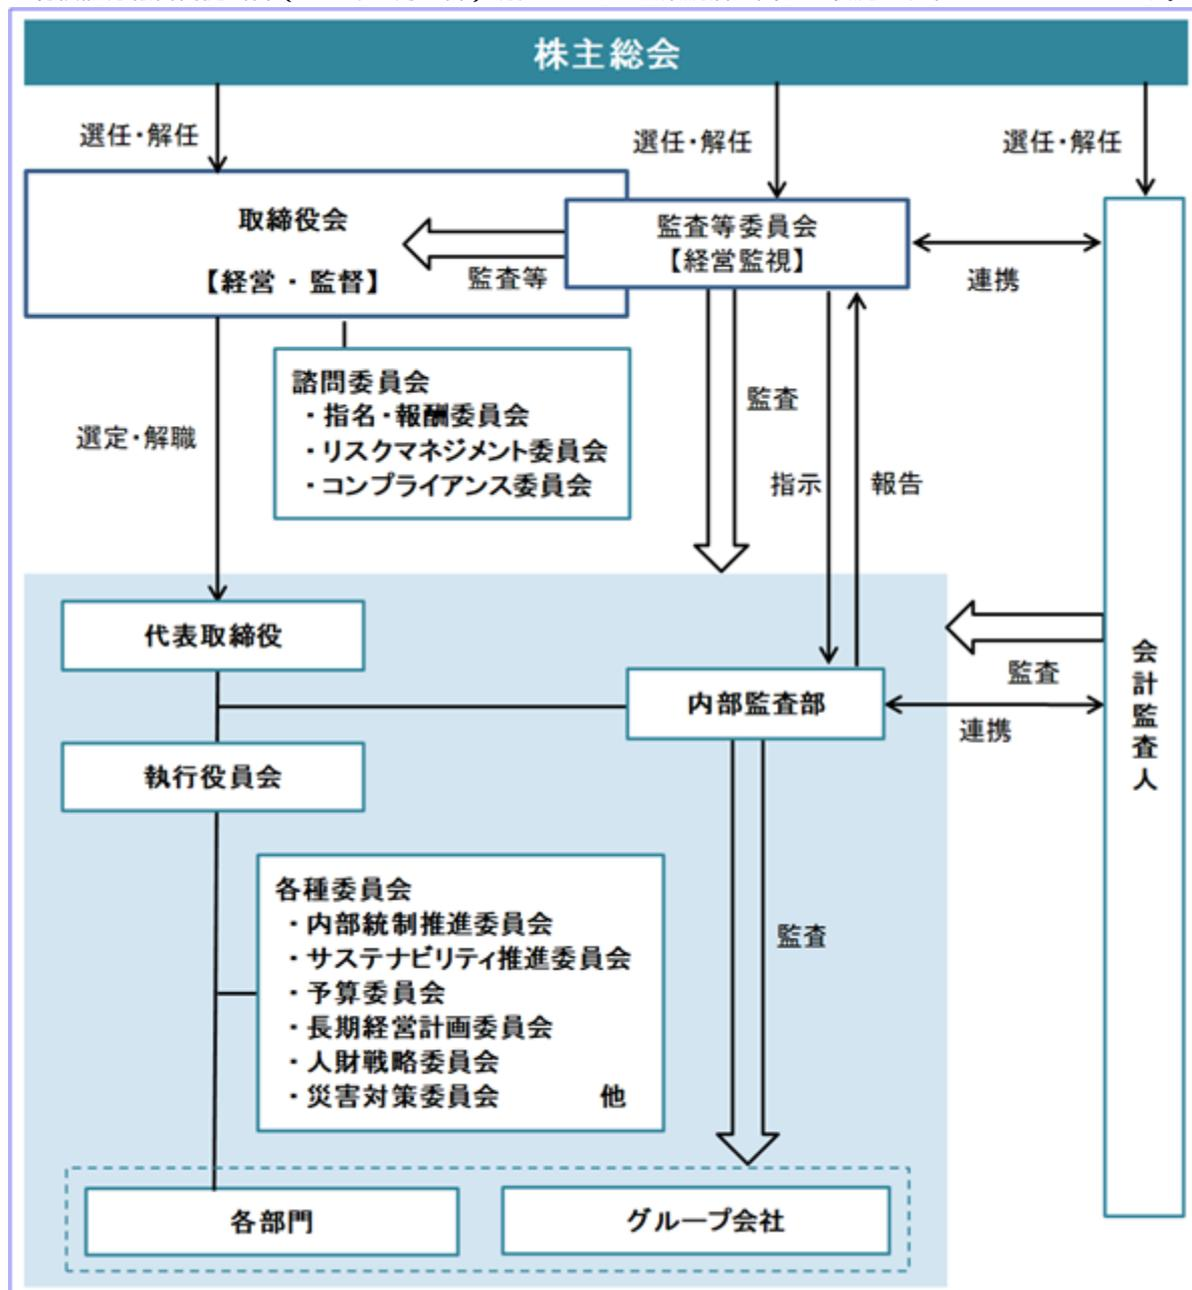 株主総会
選任・解任
選任・解任
選任・解任
取締役会
【経営・監督】
監査等
監査等委員会
【経営監視】
連携
諮問委員会
・指名・報酬委員会
・リスクマネジメント委員会
・コンプライアンス委員会
選定・解職
監査
指示
報告
代表取締役
内部監査部
監査
連携
会計監査人
執行役員会
各種委員会
・内部統制推進委員会
・サステナビリティ推進委員会
・予算委員会
・長期経営計画委員会
・人財戦略委員会
・災害対策委員会 他
監査
各部門
グループ会社